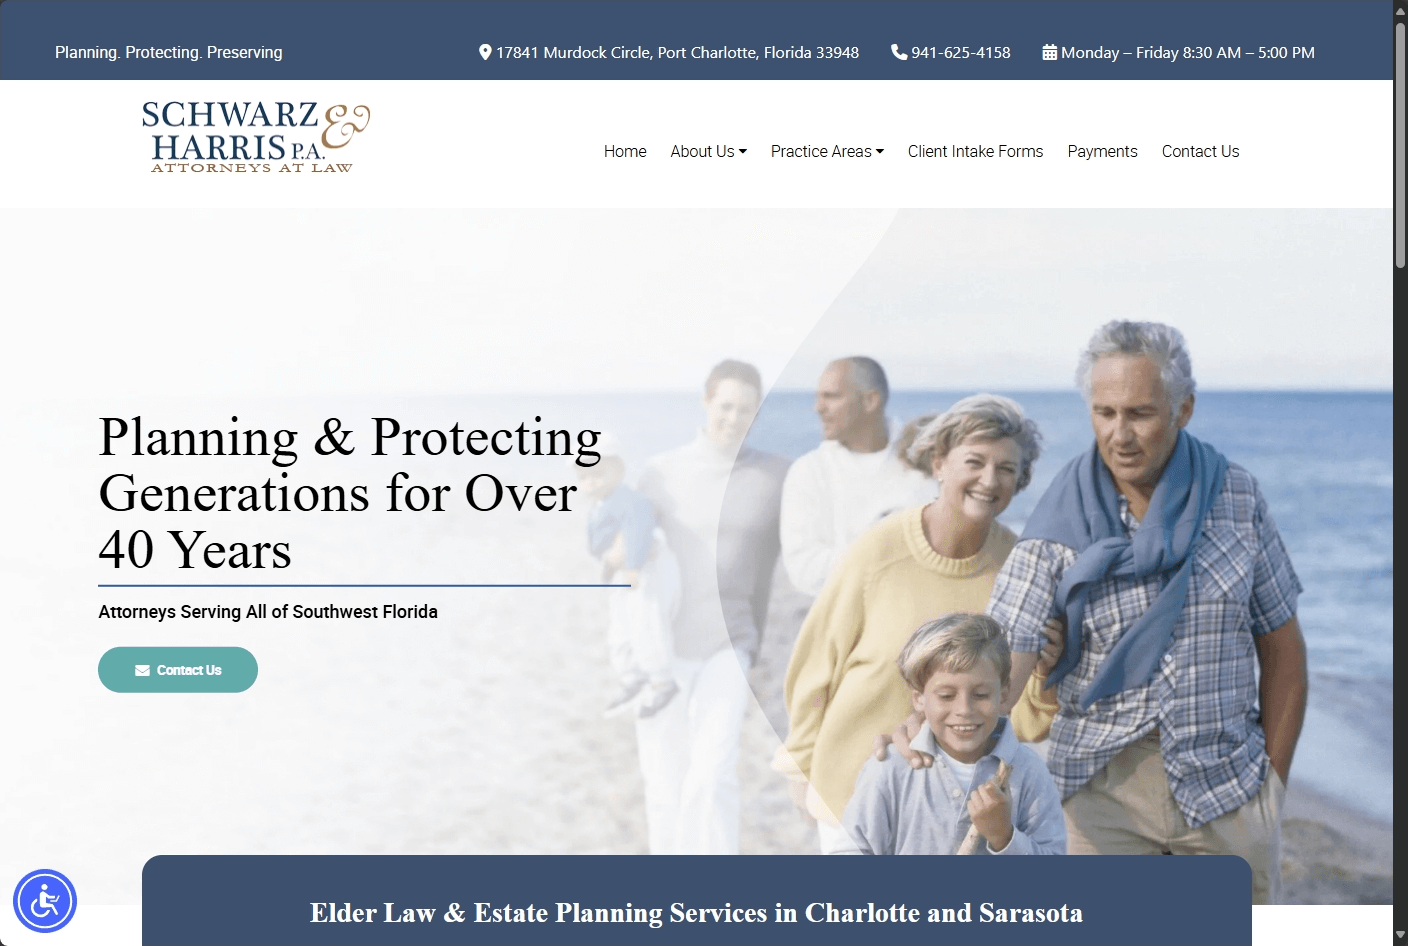 Planning. Protecting. Preserving
17841 Murdock Circle, Port Charlotte, Florida 33948
941-625-4158
Monday – Friday 8:30 AM – 5:00 PM
SCHWARZ &
HARRIS P.A.
ATTORNEYS AT LAW
Home
About Us
Practice Areas
Client Intake Forms
Payments
Contact Us
Planning & Protecting
Generations for Over
40 Years
Attorneys Serving All of Southwest Florida
Contact Us
Elder Law & Estate Planning Services in Charlotte and Sarasota